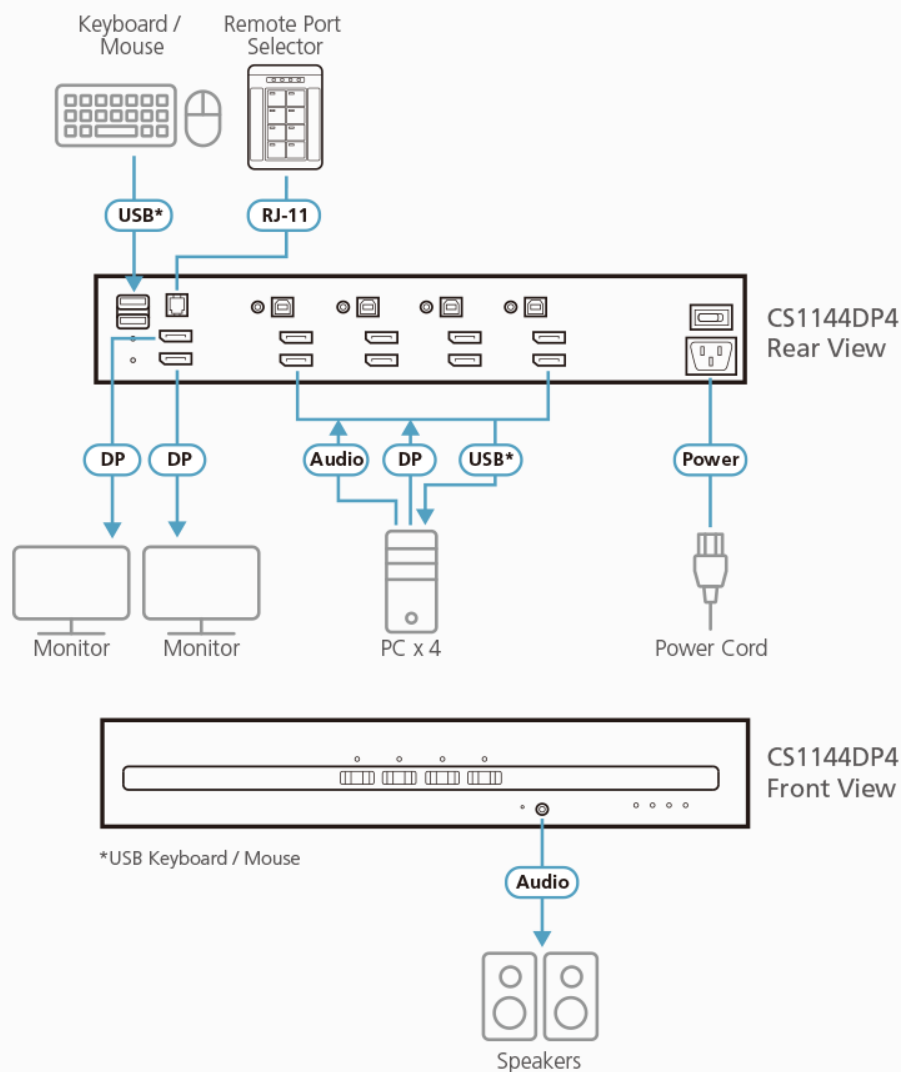 Keyboard /
Mouse
Remote Port
Selector
USB*
RJ-11
CS1144DP4
Rear View
DP
DP
Audio
DP
USB*
Power
Monitor
Monitor
PC x 4
Power Cord
CS1144DP4
Front View
*USB Keyboard / Mouse
Audio
Speakers